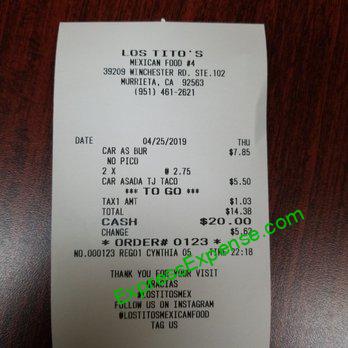 LOS TITO'S
MEXICAN FOOD #4
39209 WINCHESTER RD. STE.102
MURRIETA, CA 92563
(951) 461-2621
DATE 04/25/2019 THU
CAR AS BUR $7.85
NO PICO
2 X @ 2.75
CAR ASADA TJ TACO $5.50
*** TO GO ***
TAX1 AMT $1.03
TOTAL $14.38
CASH $20.00
CHANGE $5.62
* ORDER# 0123 *
NO.000123 REG01 CYNTHIA 05 TIME 22:18
THANK YOU FOR YOUR VISIT
GRACIAS
#LOSTITOSMEX
FOLLOW US ON INSTAGRAM
#LOSTITOSMEXICANFOOD
TAG US
ExpressExpense.com